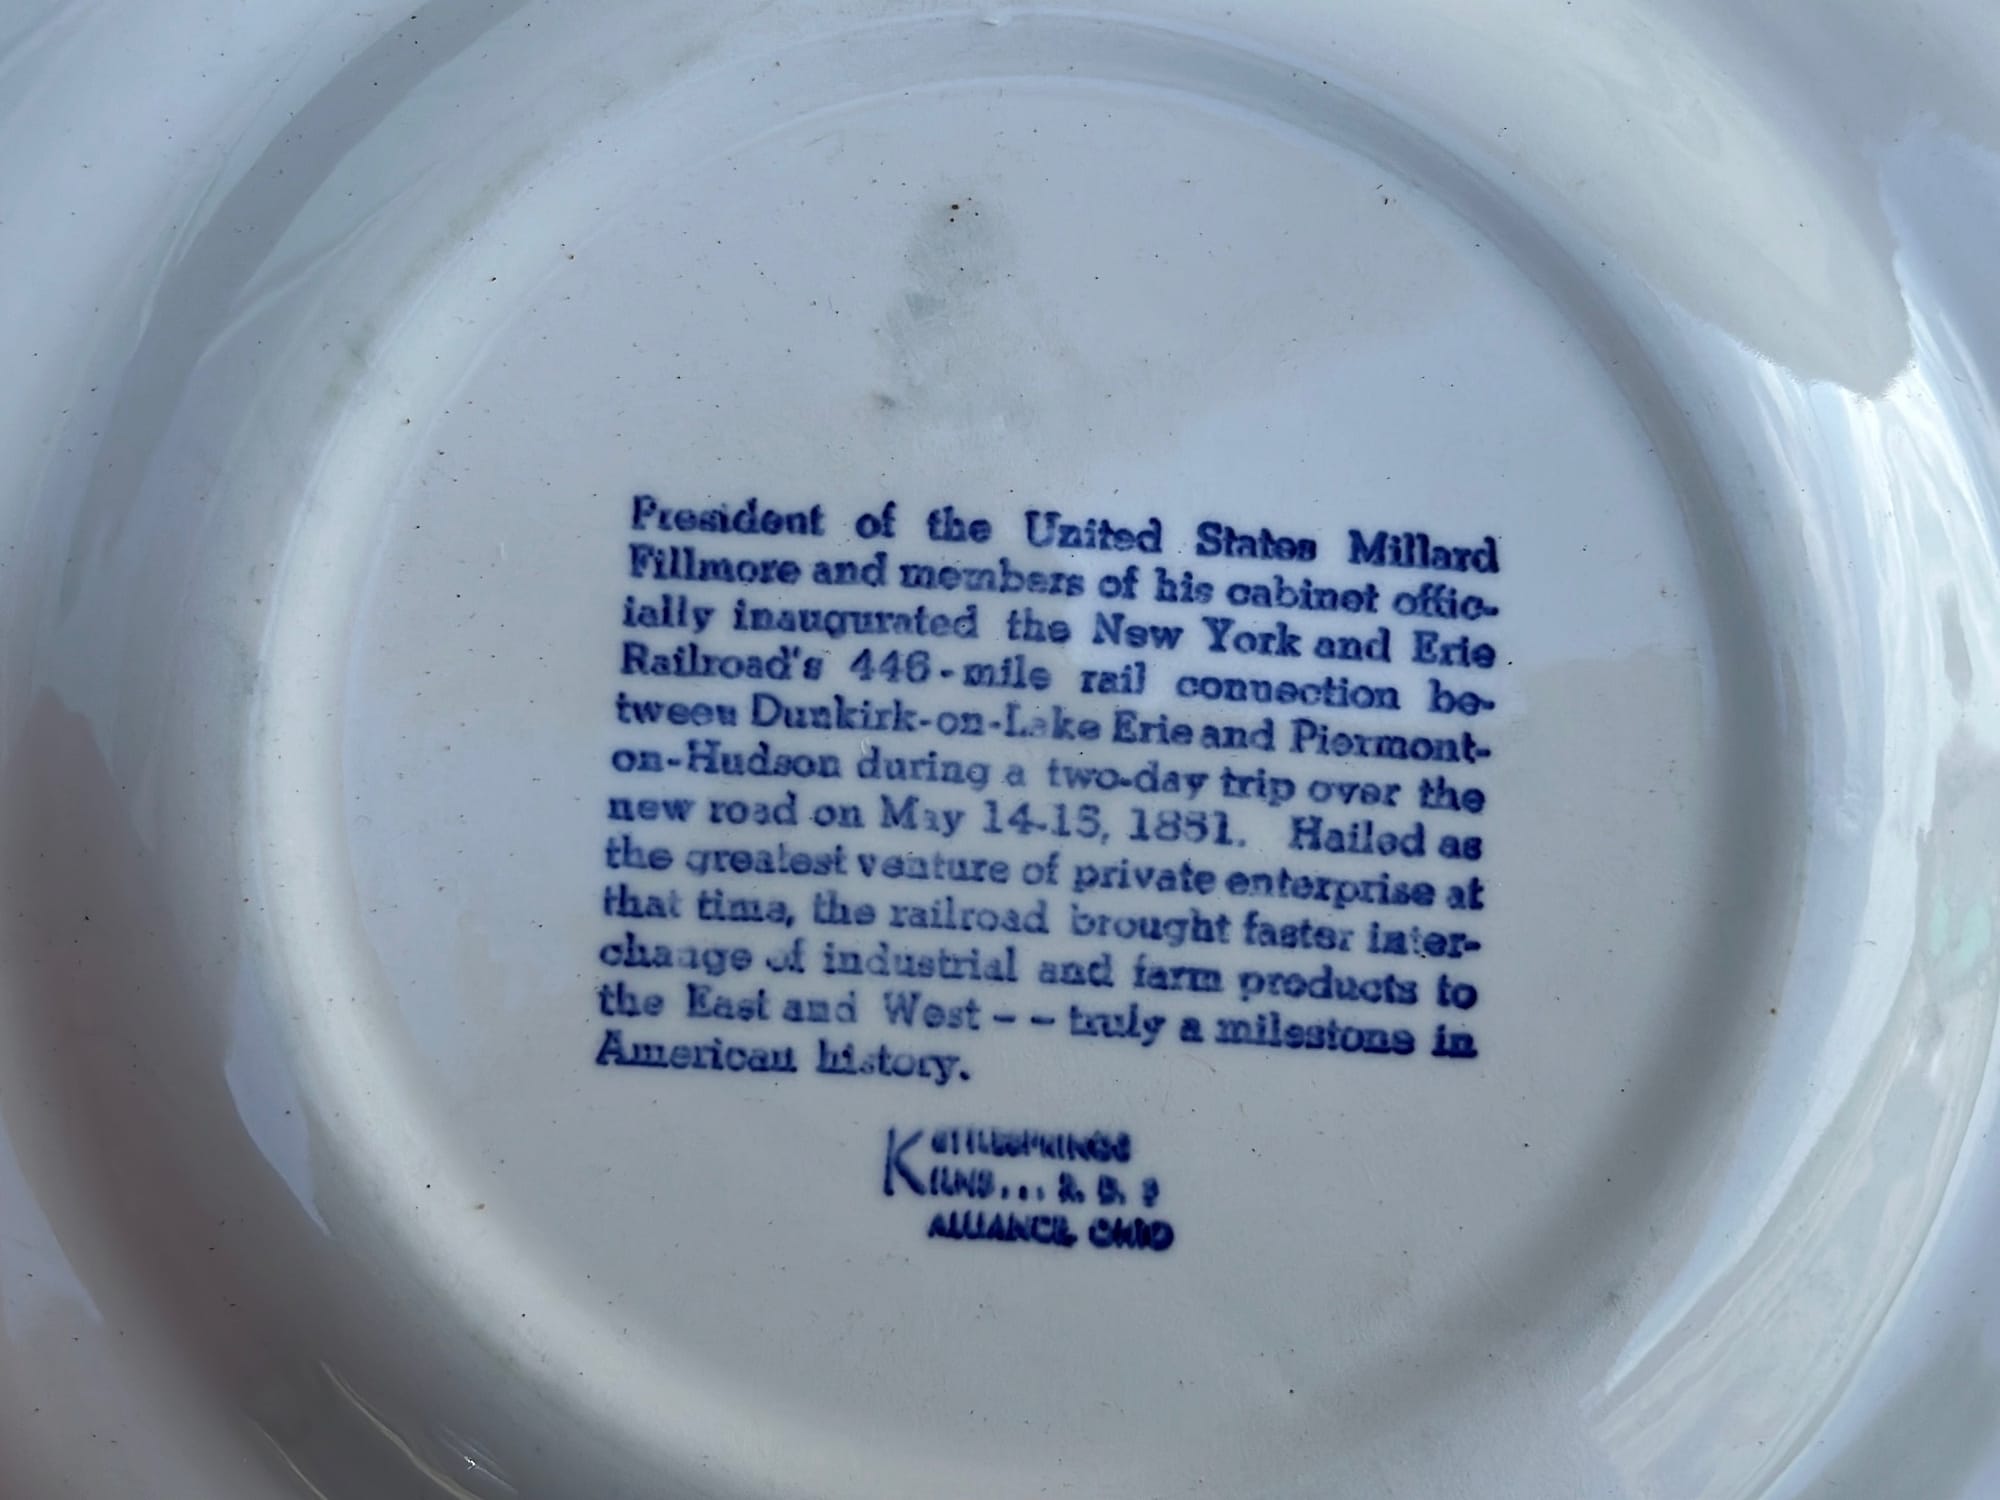 President of the United States Millard
Fillmore and members of his cabinet offic-
ially inaugurated the New York and Erie
Railroad's 446-mile rail connection be-
tween Dunkirk-on-Lake Erie and Piermont-
on-Hudson during a two-day trip over the
new road on May 14-15, 1851. Hailed as
the greatest venture of private enterprise at
that time, the railroad brought faster inter-
change of industrial and farm products to
the East and West -- truly a milestone in
American history.
KETTLESPRINGS
KILNS... R. D.
ALLIANCE, OHIO